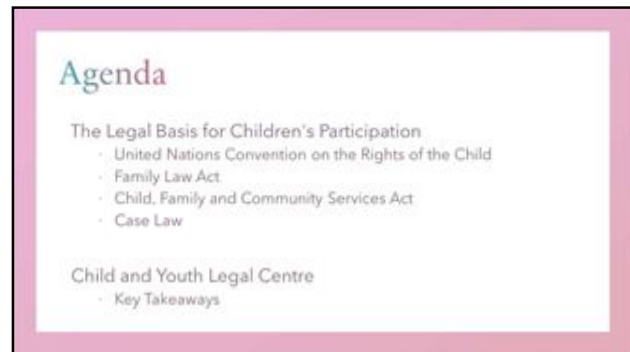 Agenda
The Legal Basis for Children's Participation
· United Nations Convention on the Rights of the Child
· Family Law Act
· Child, Family and Community Services Act
· Case Law
Child and Youth Legal Centre
· Key Takeaways